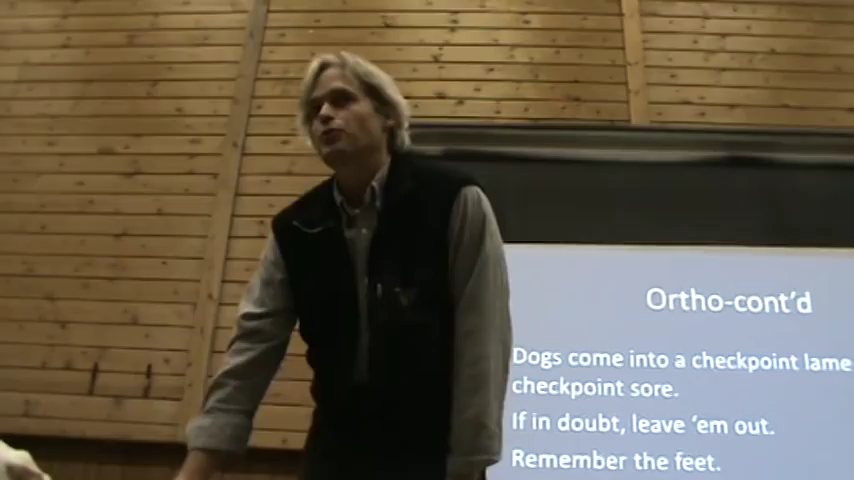 Ortho-cont'd
Dogs come into a checkpoint lame
checkpoint sore.
If in doubt, leave 'em out.
Remember the feet.